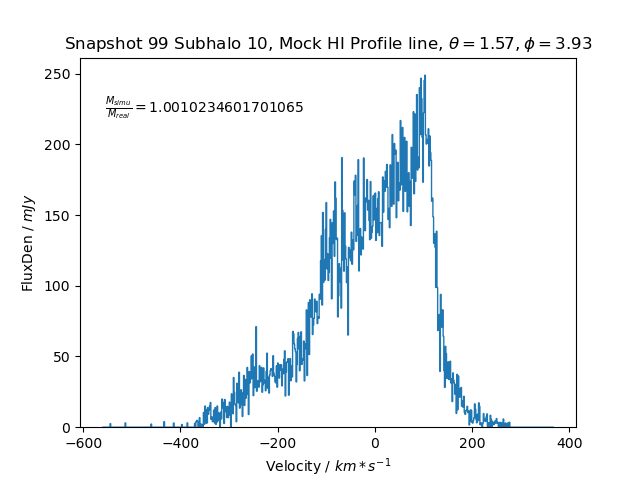 Snapshot 99 Subhalo 10, Mock HI Profile line, θ = 1.57, ϕ = 3.93
M_simu/M_real = 1.0010234601701065
FluxDen / mJy
250
200
150
100
50
0
−600 −400 −200 0 200 400
Velocity / km * s⁻¹